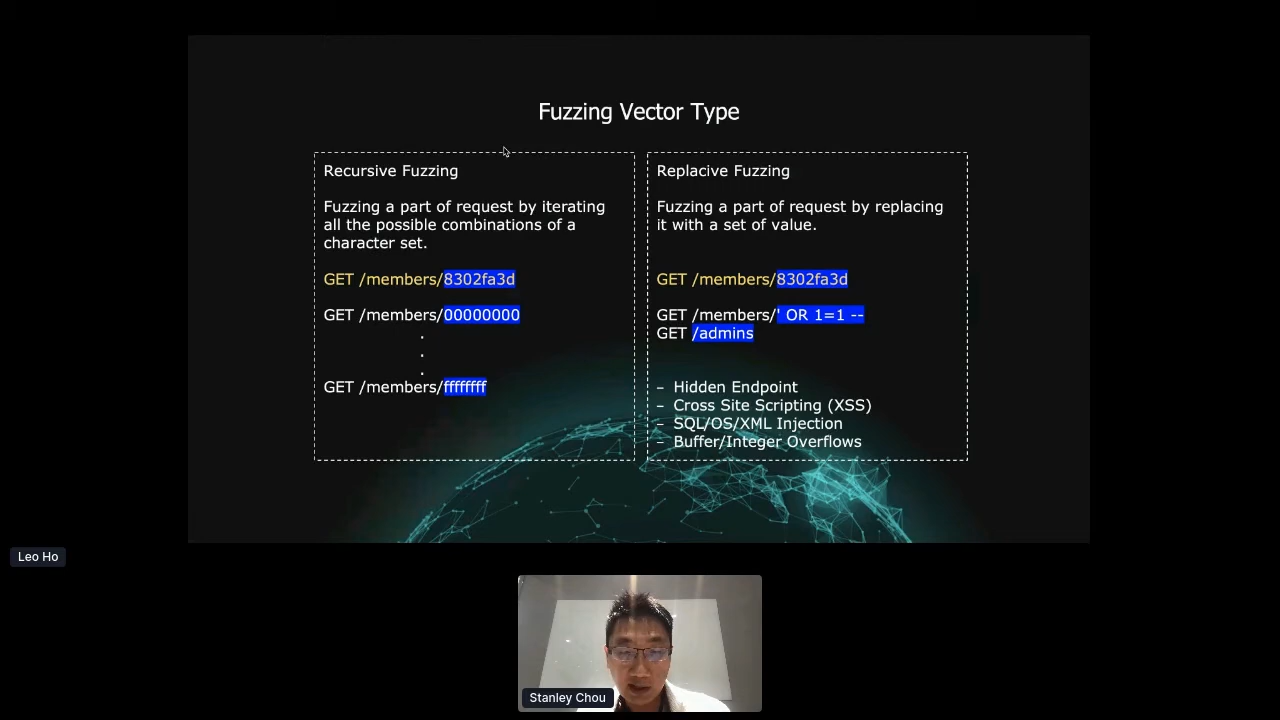 Fuzzing Vector Type
Recursive Fuzzing
Fuzzing a part of request by iterating
all the possible combinations of a
character set.
GET /members/8302fa3d
GET /members/00000000
.
.
.
GET /members/ffffffff
Replacive Fuzzing
Fuzzing a part of request by replacing
it with a set of value.
GET /members/8302fa3d
GET /members/' OR 1=1 --
GET /admins
– Hidden Endpoint
– Cross Site Scripting (XSS)
– SQL/OS/XML Injection
– Buffer/Integer Overflows
Leo Ho
Stanley Chou